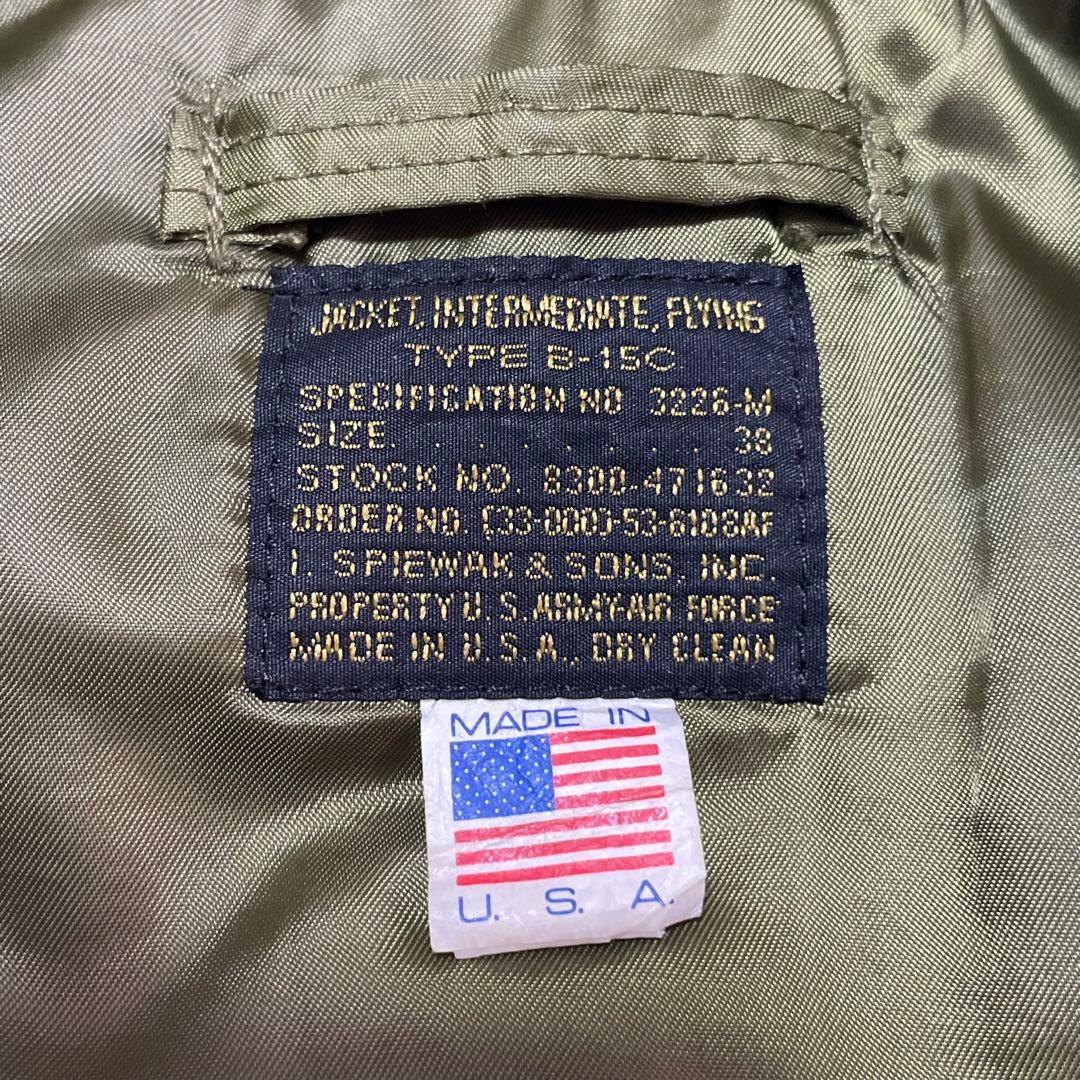 JACKET, INTERMEDIATE, FLYING
TYPE B-15C
SPECIFICATION NO 3226-M
SIZE. . . . . . . 38
STOCK NO. 8300-471632
ORDER NO. (33-000)-53-6108AF
I. SPIEWAK & SONS, INC.
PROPERTY U.S. ARMY-AIR FORCE
MADE IN U.S.A., DRY CLEAN
MADE IN
U. S. A.